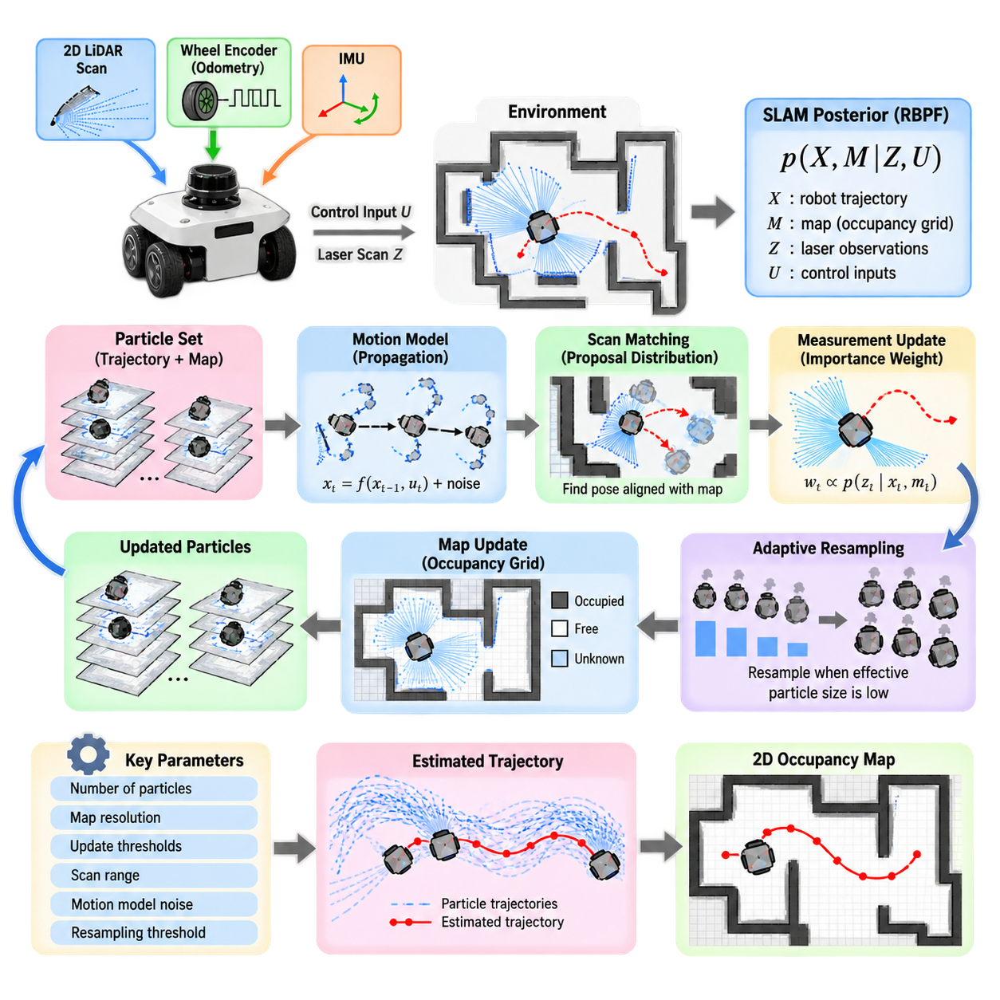 2D LiDAR
Scan
Wheel Encoder
(Odometry)
IMU
Control Input U
Laser Scan Z
Environment
SLAM Posterior (RBPF)
p(X, M | Z, U)
X : robot trajectory
M : map (occupancy grid)
Z : laser observations
U : control inputs
Particle Set
(Trajectory + Map)
...
Motion Model
(Propagation)
xₜ = f(xₜ₋₁, uₜ) + noise
Scan Matching
(Proposal Distribution)
Find pose aligned with map
Measurement Update
(Importance Weight)
wₜ ∝ p(zₜ | xₜ, mₜ)
Updated Particles
...
Map Update
(Occupancy Grid)
Occupied
Free
Unknown
Adaptive Resampling
Resample when effective
particle size is low
Key Parameters
Number of particles
Map resolution
Update thresholds
Scan range
Motion model noise
Resampling threshold
Estimated Trajectory
Particle trajectories
Estimated trajectory
2D Occupancy Map